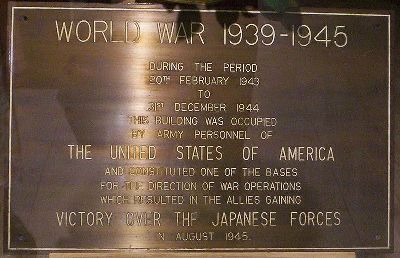 WORLD WAR 1939-1945
DURING THE PERIOD
20TH FEBRUARY 1943
TO
31ST DECEMBER 1944
THIS BUILDING WAS OCCUPIED
BY ARMY PERSONNEL OF
THE UNITED STATES OF AMERICA
AND CONSTITUTED ONE OF THE BASES
FOR THE DIRECTION OF WAR OPERATIONS
WHICH RESULTED IN THE ALLIES GAINING
VICTORY OVER THE JAPANESE FORCES
IN AUGUST 1945.